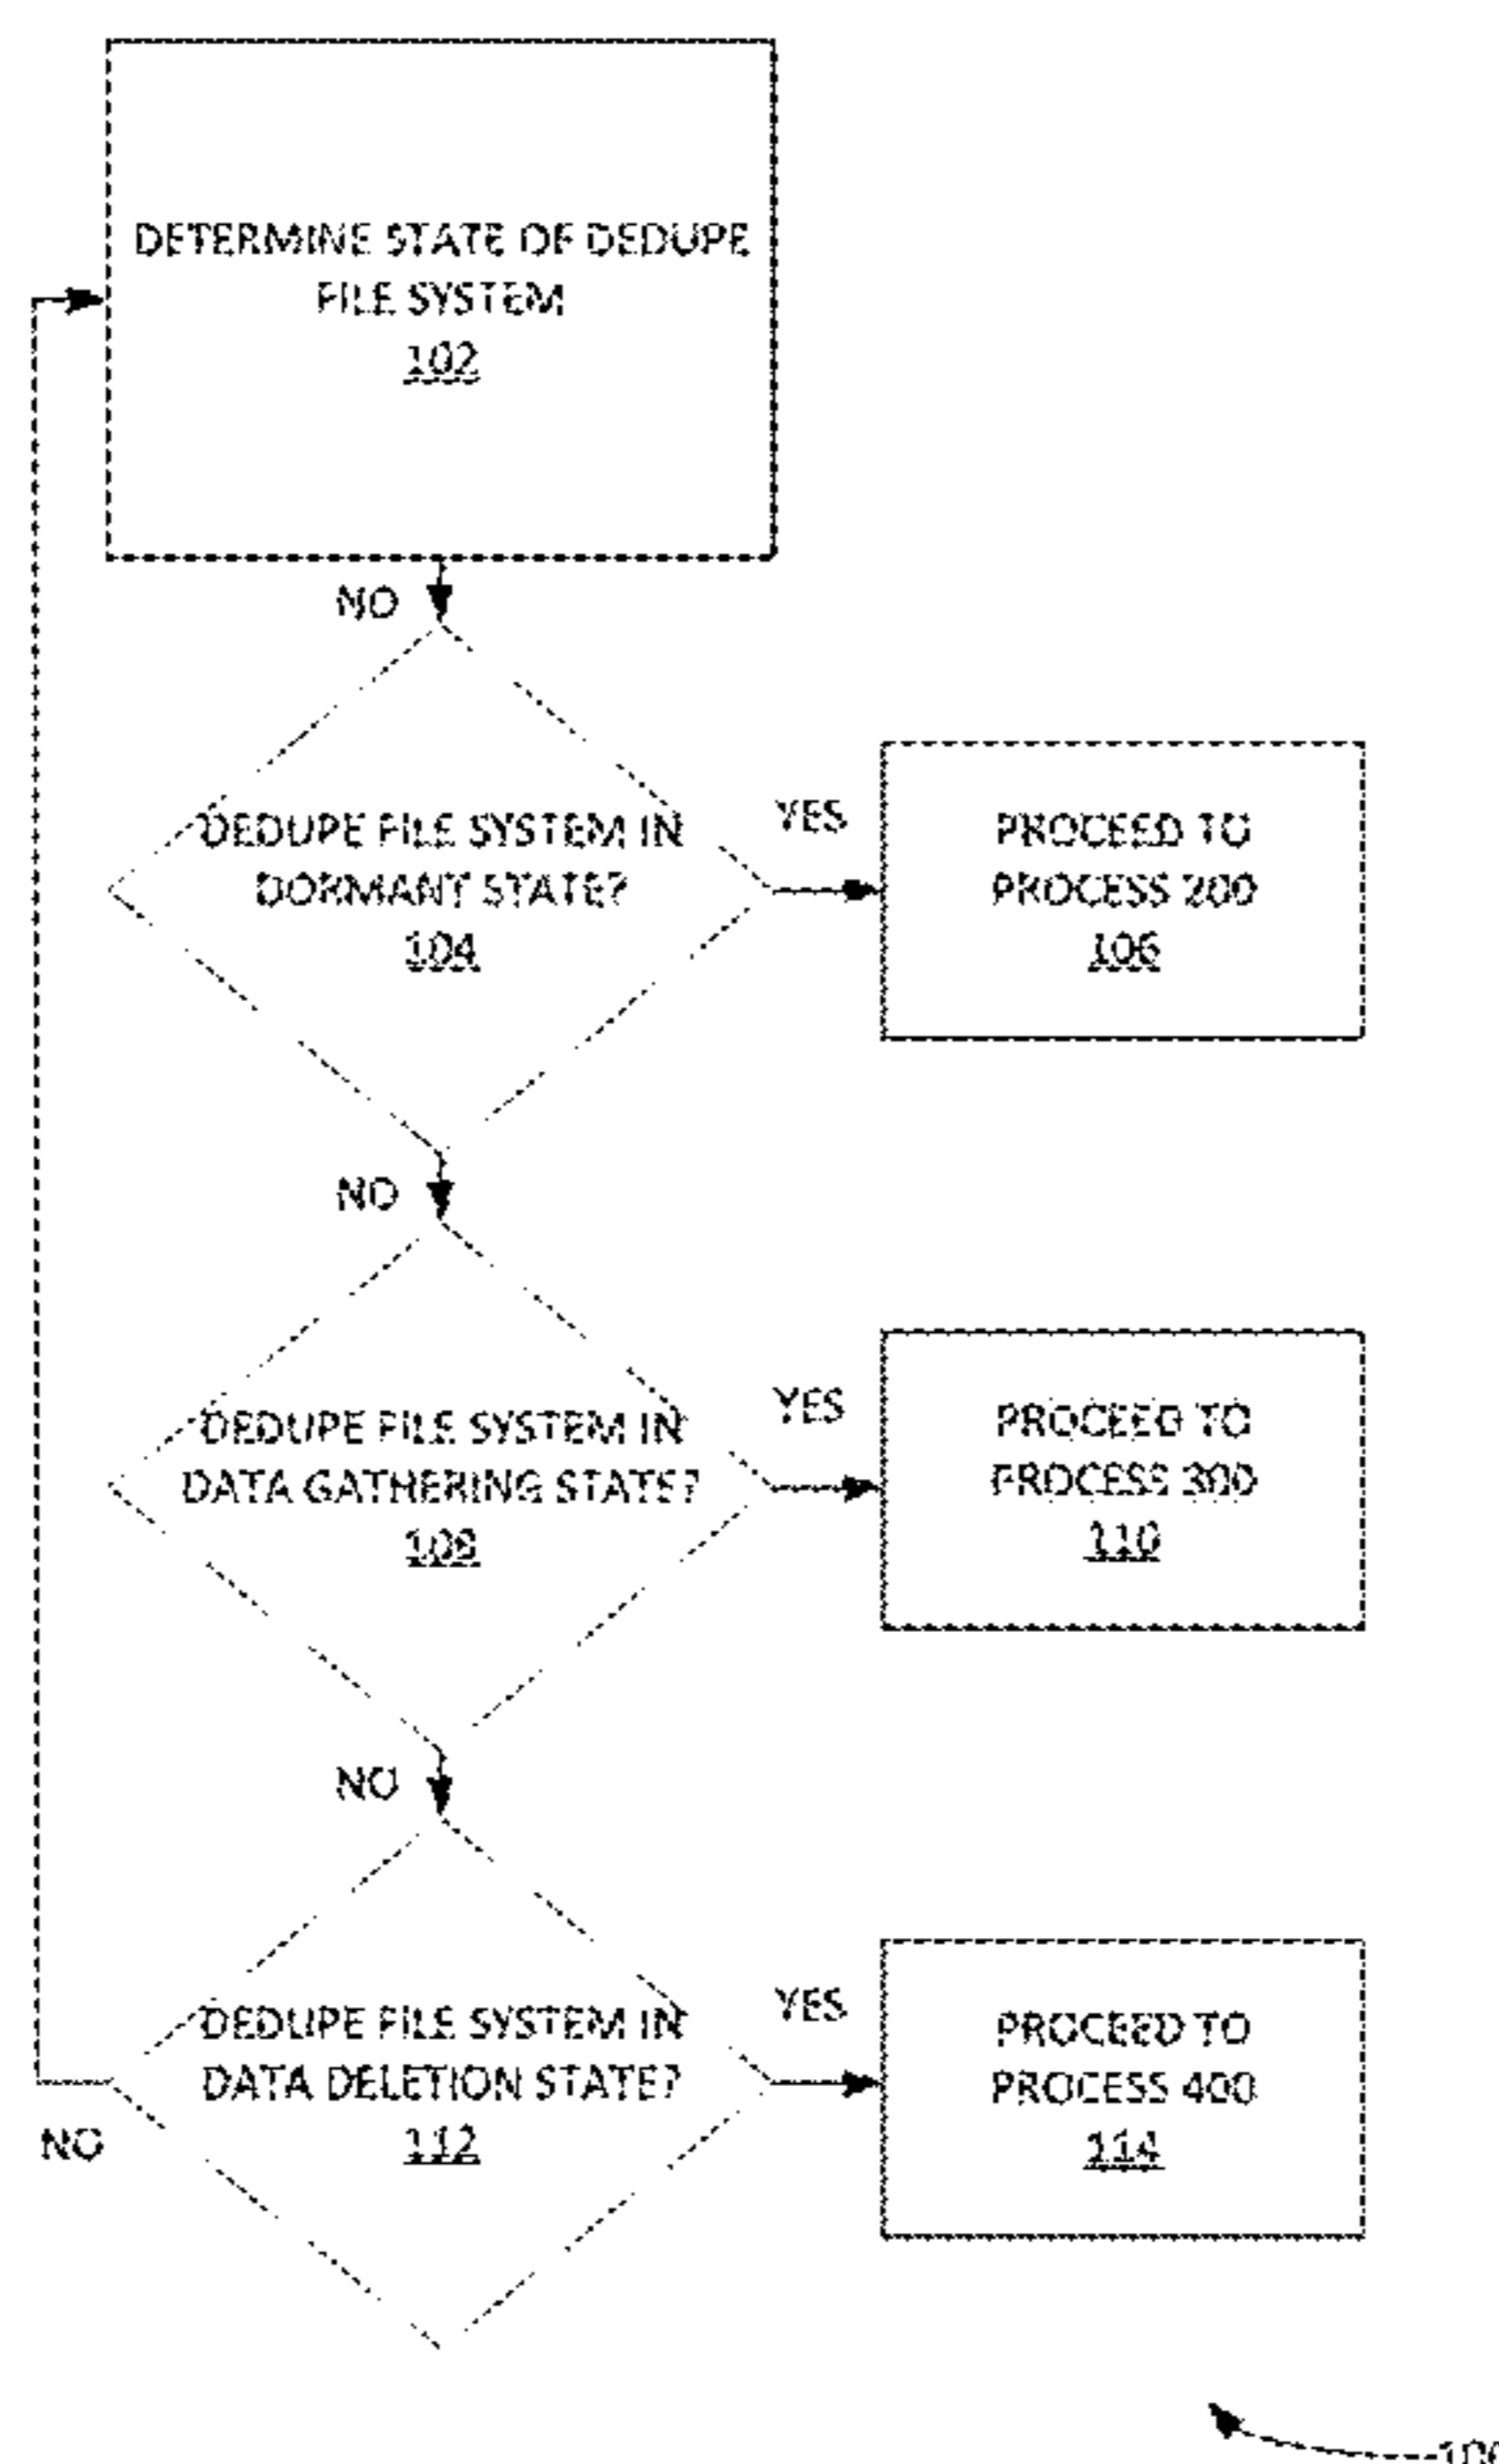 DETERMINE STATE OF DEDUPE
FILE SYSTEM
102
NO
DEDUPE FILE SYSTEM IN
DORMANT STATE?
104
YES
PROCEED TO
PROCESS 200
106
NO
DEDUPE FILE SYSTEM IN
DATA GATHERING STATE?
108
YES
PROCEED TO
PROCESS 300
110
NO
DEDUPE FILE SYSTEM IN
DATA DELETION STATE?
112
YES
PROCEED TO
PROCESS 400
114
NO
100